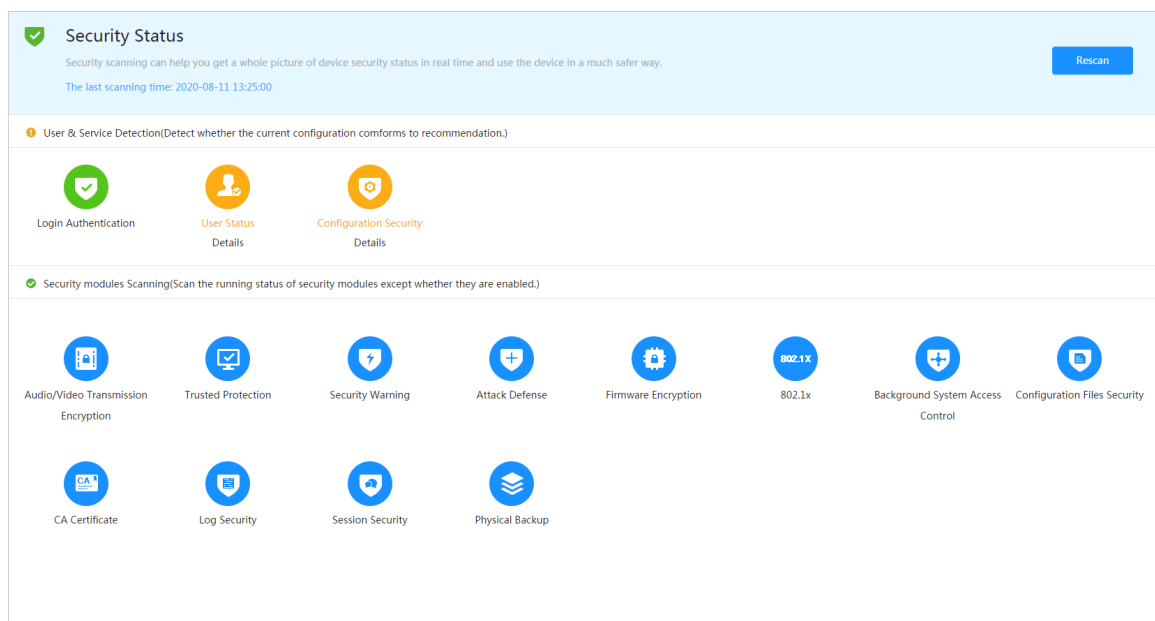 Security Status
Security scanning can help you get a whole picture of device security status in real time and use the device in a much safer way.
Rescan
The last scanning time: 2020-08-11 13:25:00
User & Service Detection(Detect whether the current configuration comforms to recommendation.)
Login Authentication
User Status
Configuration Security
Details
Details
Security modules Scanning(Scan the running status of security modules except whether they are enabled.)
802.1X
Audio/Video Transmission
Encryption
Trusted Protection
Security Warning
Attack Defense
Firmware Encryption
802.1x
Background System Access
Control
Configuration Files Security
CA
CA Certificate
Log Security
Session Security
Physical Backup